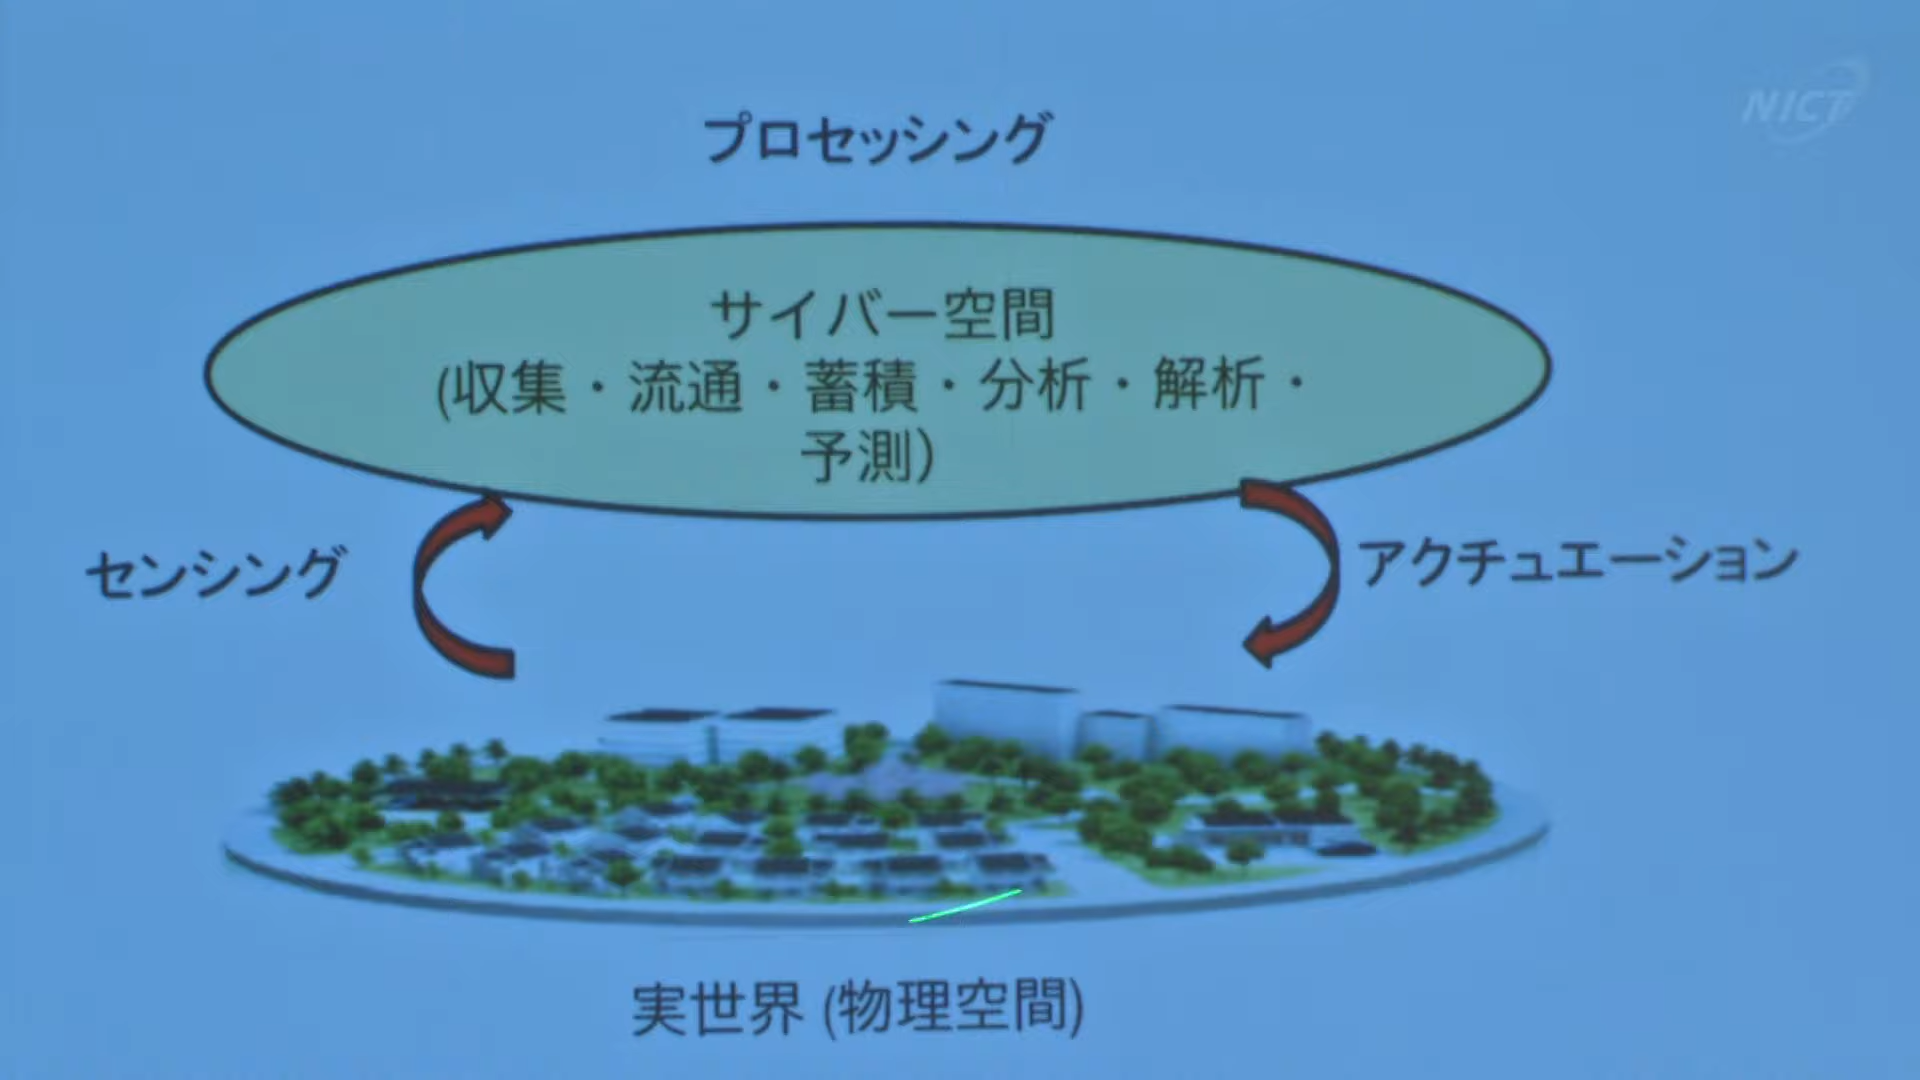 NICT
プロセッシング
サイバー空間
(収集・流通・蓄積・分析・解析・
予測)
センシング
アクチュエーション
実世界 (物理空間)